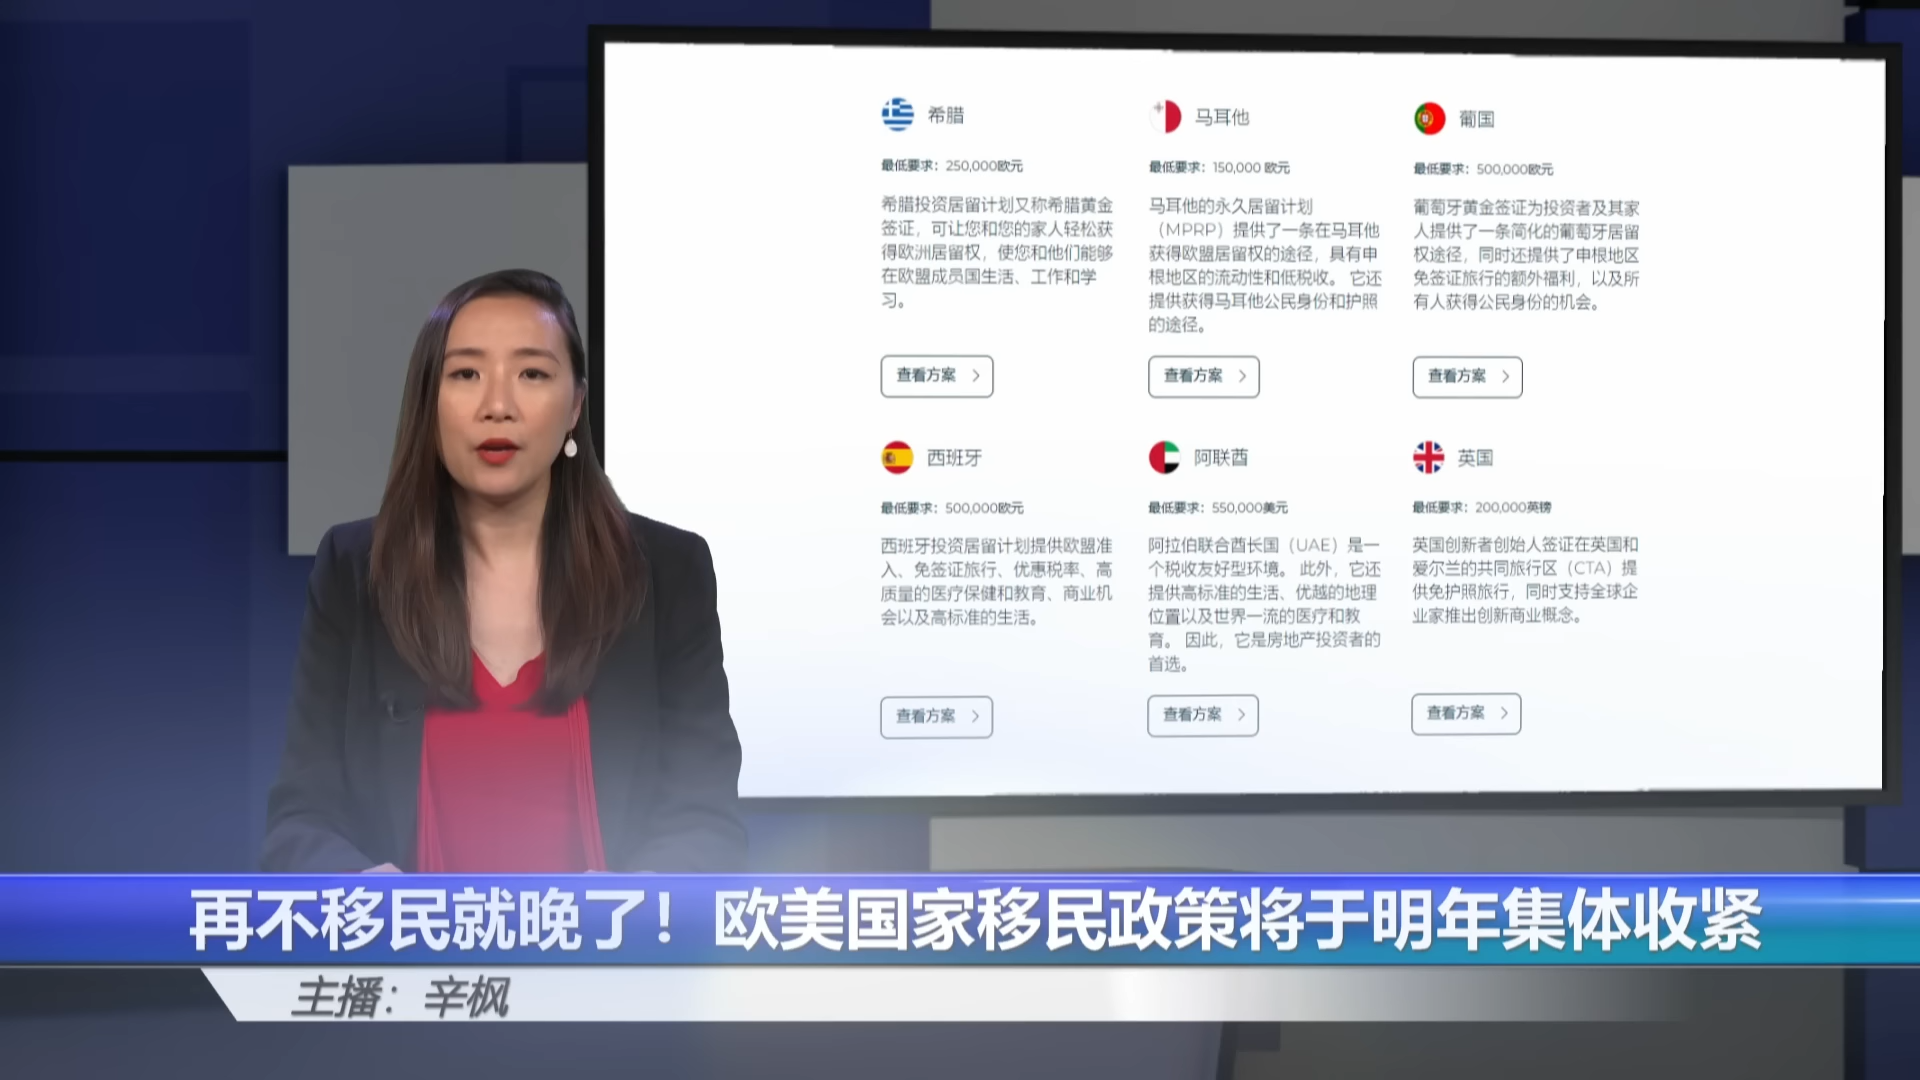 希腊
最低要求：250,000欧元
希腊投资居留计划又称希腊黄金
签证，可让您和您的家人轻松获
得欧洲居留权，使您和他们能够
在欧盟成员国生活、工作和学
习。
查看方案
马耳他
最低要求：150,000 欧元
马耳他的永久居留计划
（MPRP）提供了一条在马耳他
获得欧盟居留权的途径，具有申
根地区的流动性和低税收。 它还
提供获得马耳他公民身份和护照
的途径。
查看方案
葡国
最低要求：500,000欧元
葡萄牙黄金签证为投资者及其家
人提供了一条简化的葡萄牙居留
权途径，同时还提供了申根地区
免签证旅行的额外福利，以及所
有人获得公民身份的机会。
查看方案
西班牙
最低要求：500,000欧元
西班牙投资居留计划提供欧盟准
入、免签证旅行、优惠税率、高
质量的医疗保健和教育、商业机
会以及高标准的生活。
查看方案
阿联酋
最低要求：550,000美元
阿拉伯联合酋长国（UAE）是一
个税收友好型环境。 此外，它还
提供高标准的生活、优越的地理
位置以及世界一流的医疗和教
育。 因此，它是房地产投资者的
首选。
查看方案
英国
最低要求：200,000英镑
英国创新者创始人签证在英国和
爱尔兰的共同旅行区（CTA）提
供免护照旅行，同时支持全球企
业家推出创新商业概念。
查看方案
再不移民就晚了！欧美国家移民政策将于明年集体收紧
主播：辛枫